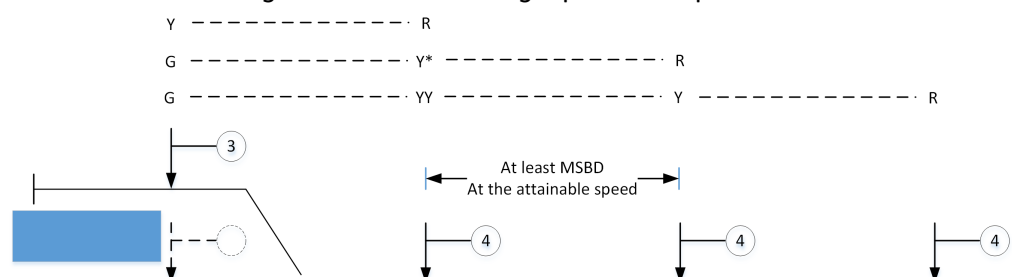 Y R
G Y* R
G YY Y R
3
At least MSBD
At the attainable speed
4 4 4